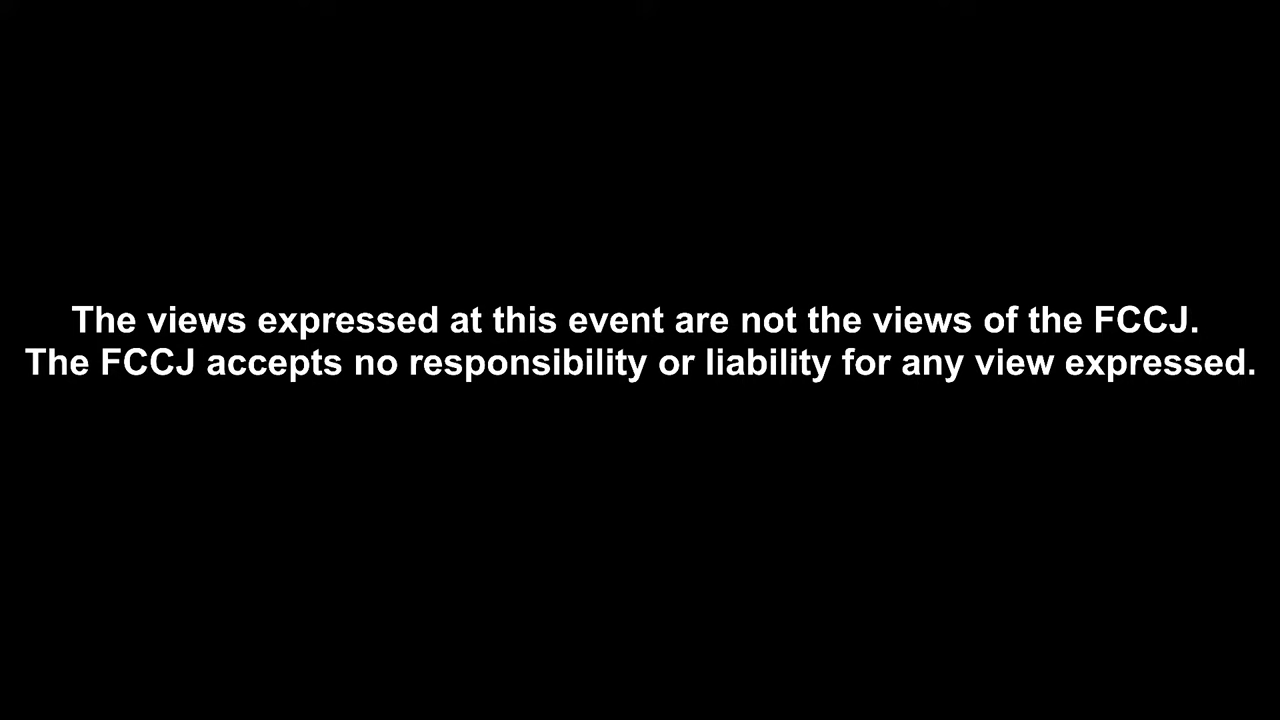 The views expressed at this event are not the views of the FCCJ.
The FCCJ accepts no responsibility or liability for any view expressed.